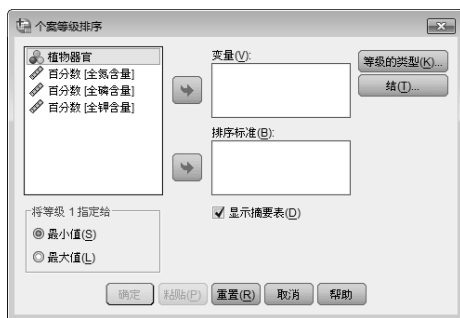 个案等级排序
植物器官
百分数 [全氮含量]
百分数 [全磷含量]
百分数 [全钾含量]
变量(V):
等级的类型(K)...
结(T)...
排序标准(B):
将等级 1 指定给
最小值(S)
最大值(L)
显示摘要表(D)
确定 粘贴(P) 重置(R) 取消 帮助